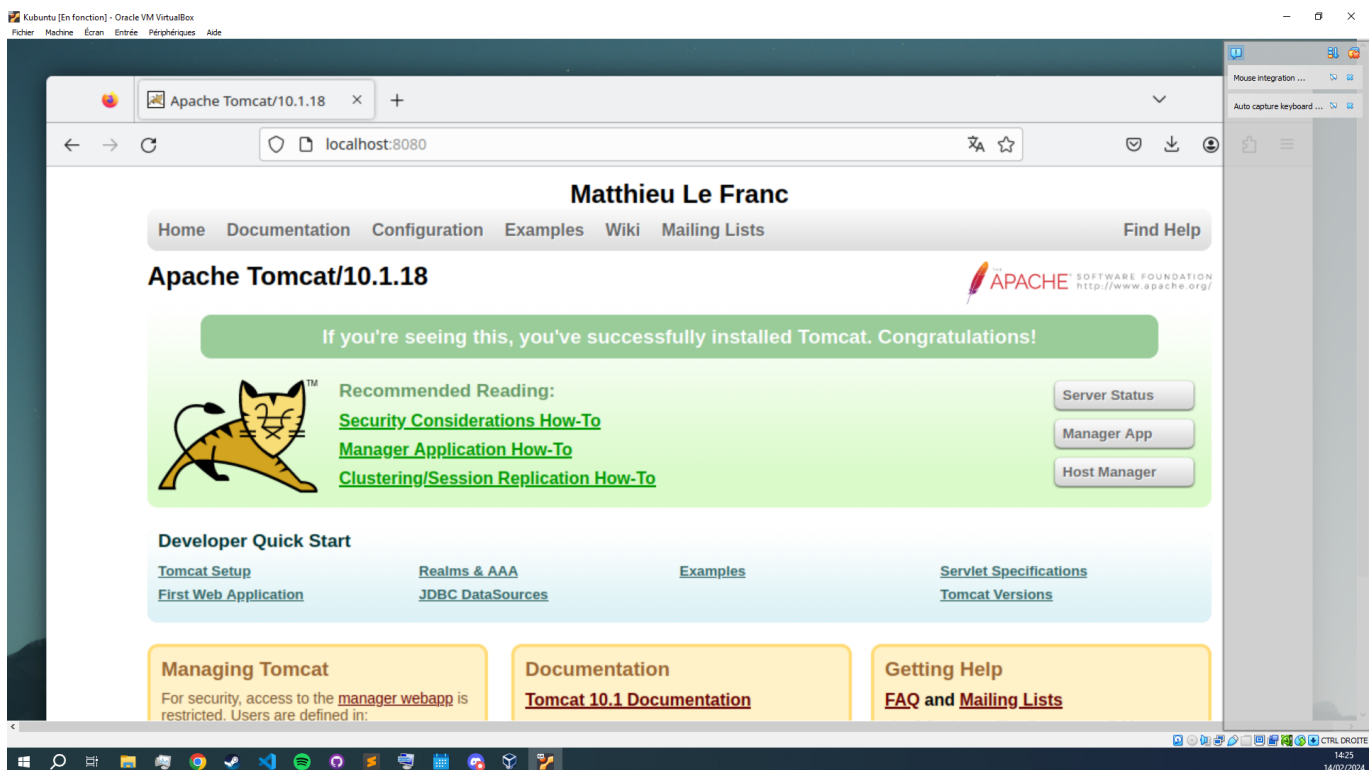 Kubuntu [En fonction] - Oracle VM VirtualBox
Fichier Machine Écran Entrée Périphériques Aide
Mouse integration ...
Auto capture keyboard ...
Apache Tomcat/10.1.18
localhost:8080
Matthieu Le Franc
Home Documentation Configuration Examples Wiki Mailing Lists Find Help
Apache Tomcat/10.1.18
THE APACHE SOFTWARE FOUNDATION
http://www.apache.org/
If you're seeing this, you've successfully installed Tomcat. Congratulations!
TM
Recommended Reading:
Security Considerations How-To
Manager Application How-To
Clustering/Session Replication How-To
Server Status
Manager App
Host Manager
Developer Quick Start
Tomcat Setup Realms & AAA Examples Servlet Specifications
First Web Application JDBC DataSources Tomcat Versions
Managing Tomcat
For security, access to the manager webapp is
restricted. Users are defined in:
Documentation
Tomcat 10.1 Documentation
Getting Help
FAQ and Mailing Lists
CTRL DROITE
14:25
14/02/2024